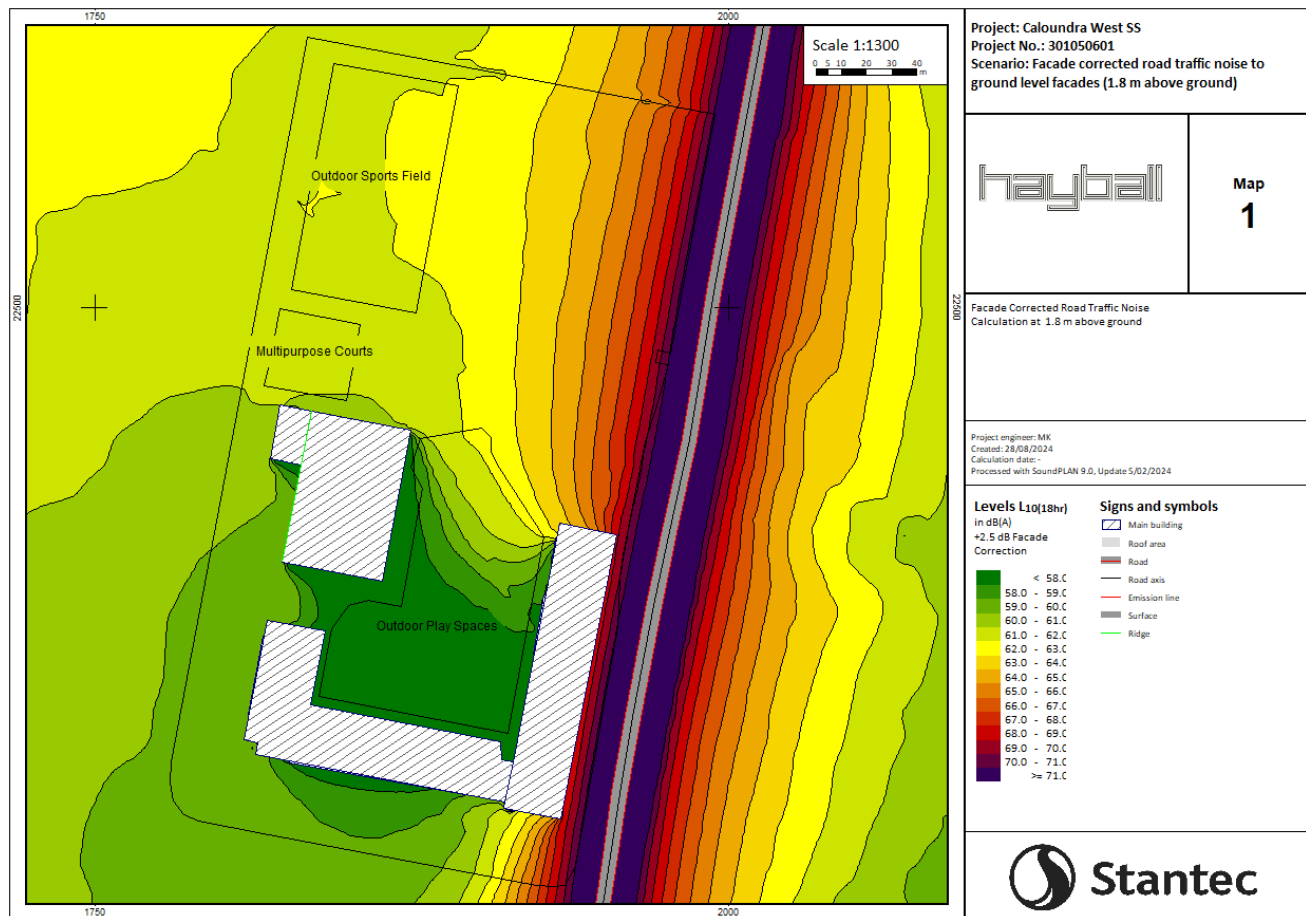 1750
2000
Scale 1:1300
0 5 10 20 30 40
m
Outdoor Sports Field
22500
22500
Multipurpose Courts
Outdoor Play Spaces
1750
2000
Project: Caloundra West SS
Project No.: 301050601
Scenario: Facade corrected road traffic noise to
ground level facades (1.8 m above ground)
hayball
Map
1
Facade Corrected Road Traffic Noise
Calculation at 1.8 m above ground
Project engineer: MK
Created: 28/08/2024
Calculation date: -
Processed with SoundPLAN 9.0, Update 5/02/2024
Levels L10(18hr)
in dB(A)
+2.5 dB Facade
Correction
< 58.0
58.0 - 59.0
59.0 - 60.0
60.0 - 61.0
61.0 - 62.0
62.0 - 63.0
63.0 - 64.0
64.0 - 65.0
65.0 - 66.0
66.0 - 67.0
67.0 - 68.0
68.0 - 69.0
69.0 - 70.0
70.0 - 71.0
>= 71.0
Signs and symbols
Main building
Roof area
Road
Road axis
Emission line
Surface
Ridge
Stantec